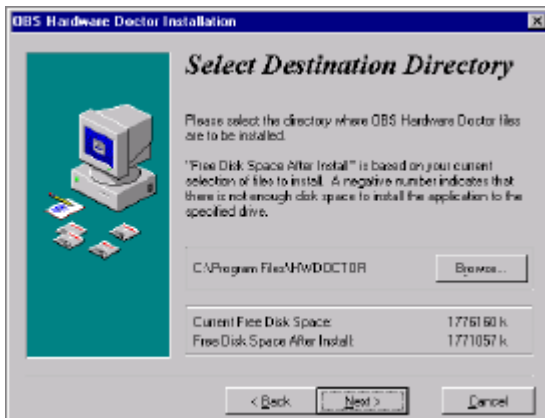 OBS Hardware Doctor Installation
Select Destination Directory
Please select the directory where OBS Hardware Doctor files
are to be installed.
"Free Disk Space After Install" is based on your current
selection of files to install. A negative number indicates that
there is not enough disk space to install the application to the
specified drive.
C:\Program Files\HWDOCTOR
Browse...
Current Free Disk Space: 1776160 k
Free Disk Space After Install: 1771057 k
< Back
Next >
Cancel